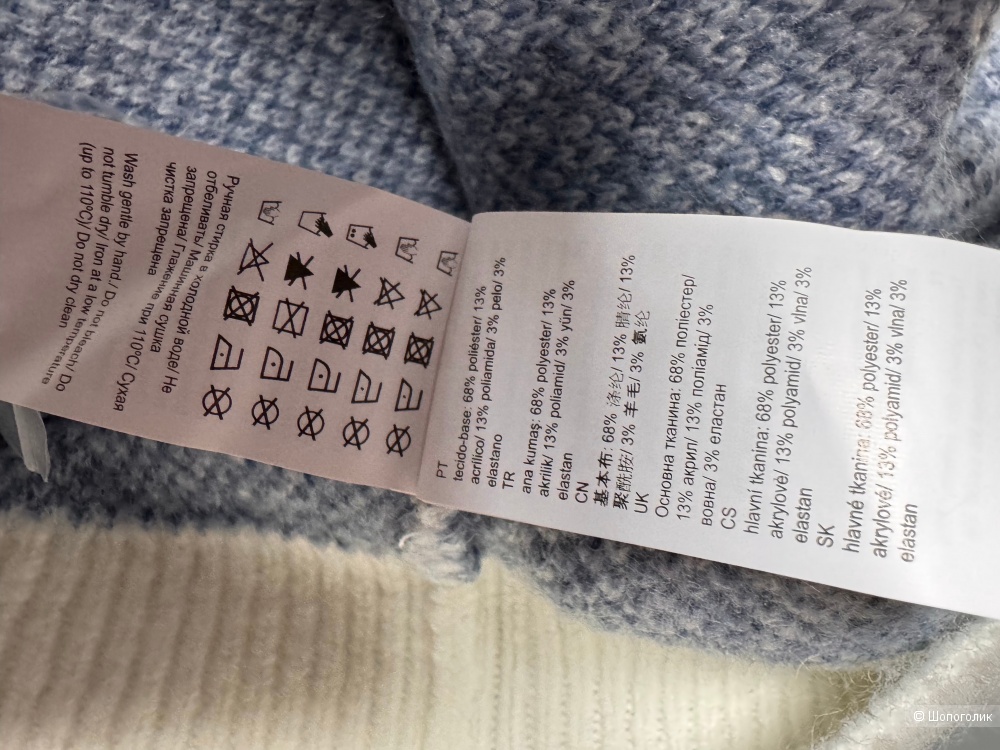 Ручная стирка в холодной воде/ Не
отбеливать/ Машинная сушка
запрещена/ Глажение при 110°C/ Сухая
чистка запрещена
Wash gentle by hand / Do not bleach/ Do
not tumble dry/ Iron at a low temperature
(up to 110°C)/ Do not dry clean
PT
tecido-base: 68% poliéster/ 13%
acrílico/ 13% poliamida/ 3% pelo/ 3%
elastano
TR
ana kumaş: 68% polyester/ 13%
akrilik/ 13% poliamid/ 3% yün/ 3%
elastan
CN
基本布: 68% 涤纶/ 13% 腈纶/ 13%
聚酰胺/ 3% 羊毛/ 3% 氨纶
UK
Основна тканина: 68% поліестер/
13% акрил/ 13% поліамід/ 3%
вовна/ 3% еластан
CS
hlavní tkanina: 68% polyester/ 13%
akrylové/ 13% polyamid/ 3% vlna/ 3%
elastan
SK
hlavné tkanina: 68% polyester/ 13%
akrylové/ 13% polyamid/ 3% vlna/ 3%
elastan
© Шопоголик